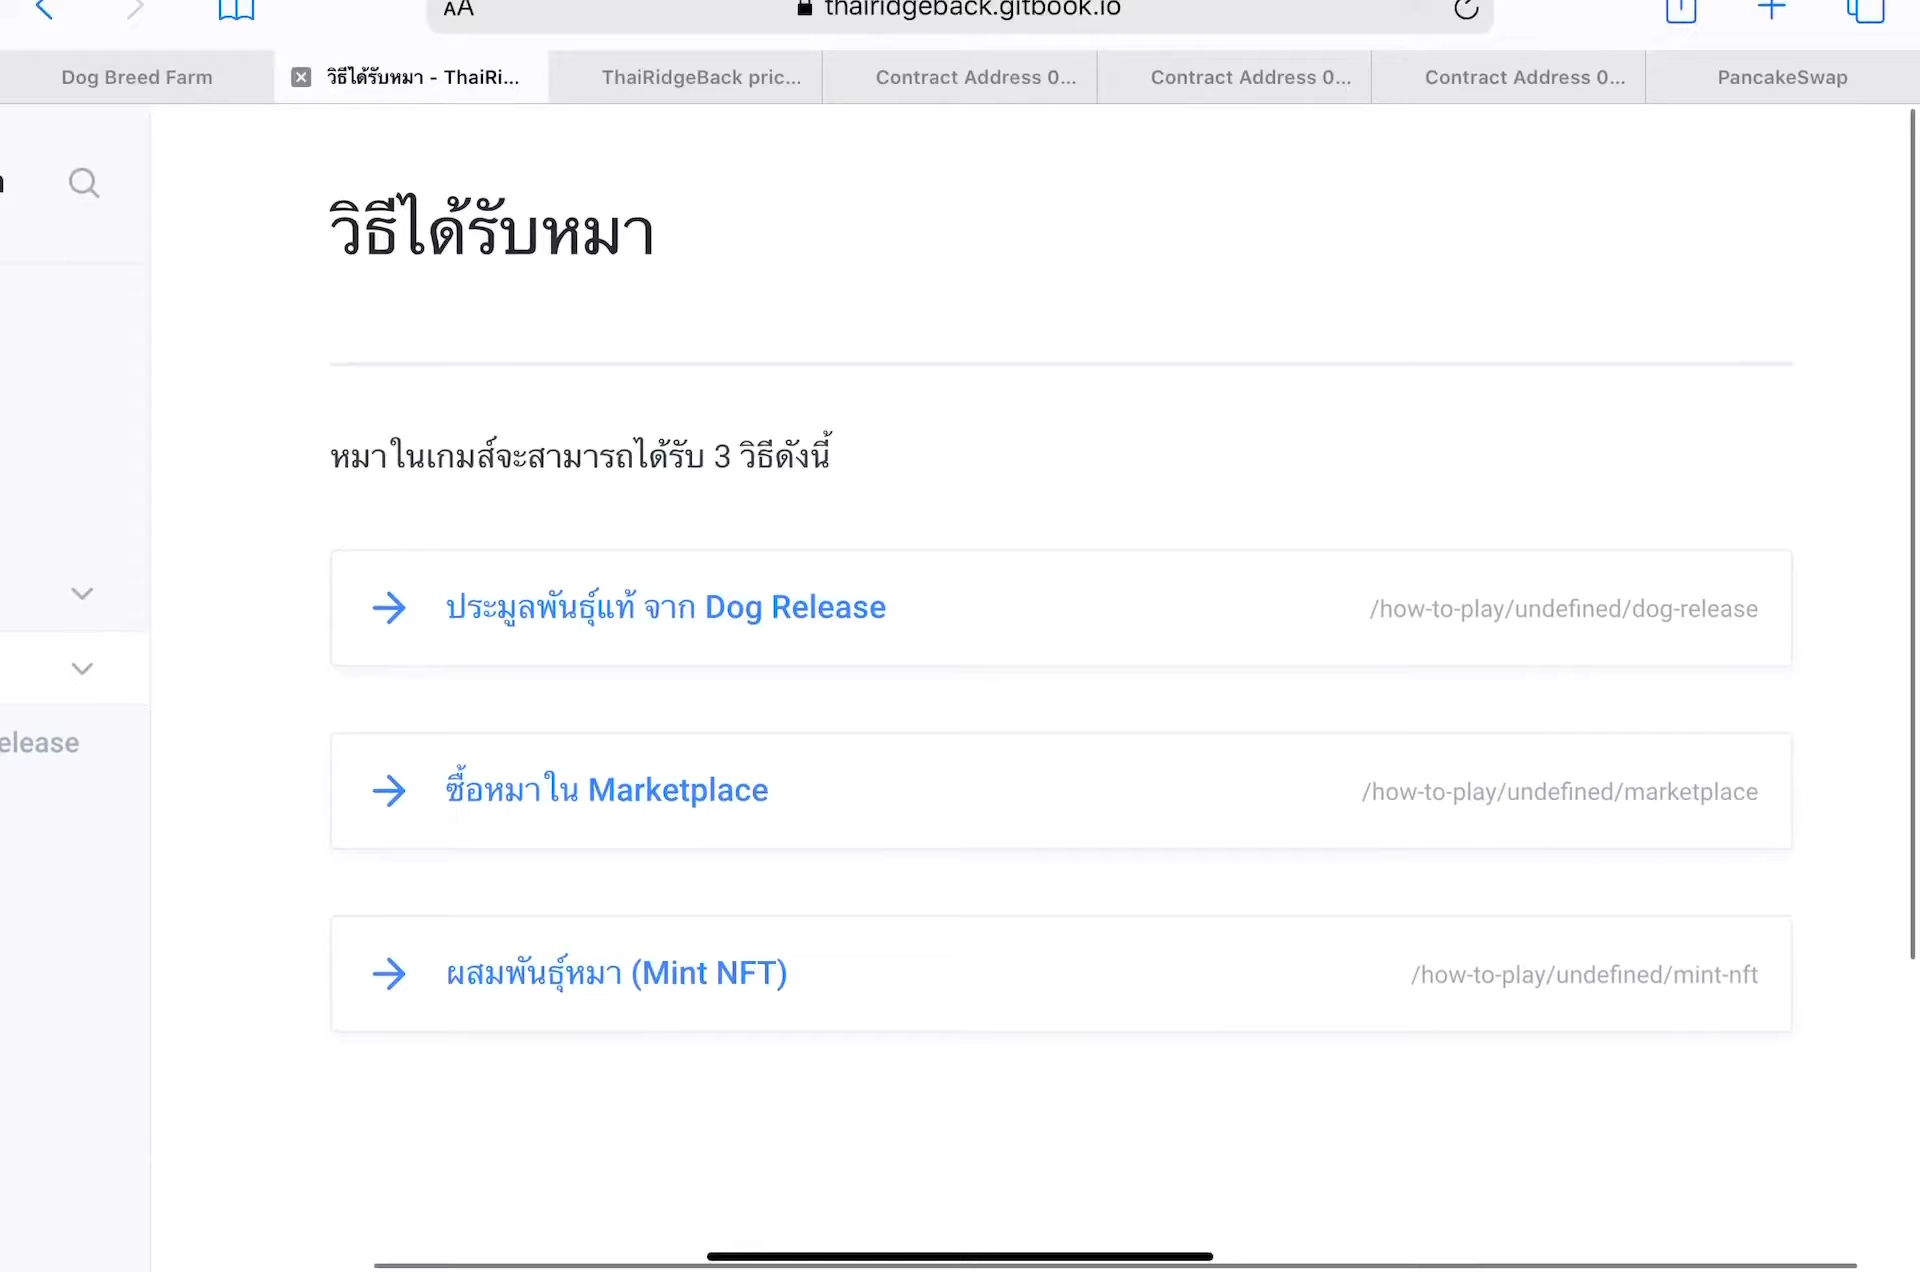 AA
thairidgeback.gitbook.io
Dog Breed Farm
วิธีได้รับหมา - ThaiRi...
ThaiRidgeBack pric...
Contract Address 0...
Contract Address 0...
Contract Address 0...
PancakeSwap
วิธีได้รับหมา
หมาในเกมส์จะสามารถได้รับ 3 วิธีดังนี้
ประมูลพันธุ์แท้ จาก Dog Release
/how-to-play/undefined/dog-release
elease
ซื้อหมาใน Marketplace
/how-to-play/undefined/marketplace
ผสมพันธุ์หมา (Mint NFT)
/how-to-play/undefined/mint-nft